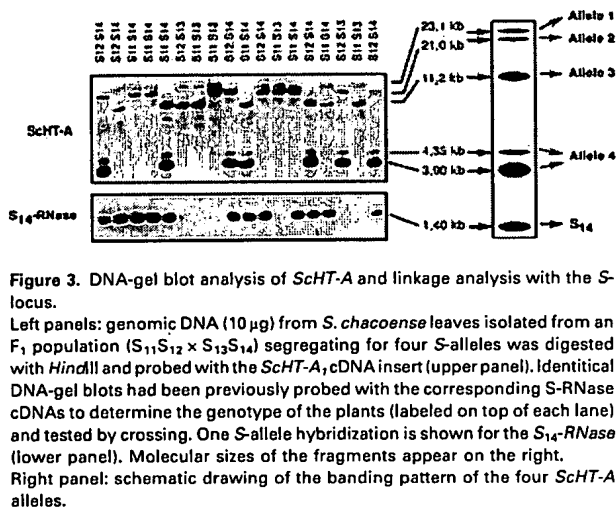 23,1 kb
21,0 kb
11,2 kb
4,35 kb
3,90 kb
1,40 kb
Allele 1
Allele 2
Allele 3
Allele 4
S14
ScHT-A
S14-RNase
Figure 3. DNA-gel blot analysis of ScHT-A and linkage analysis with the S-
locus.
Left panels: genomic DNA (10 µg) from S. chacoense leaves isolated from an
F1 population (S11S12 × S13S14) segregating for four S-alleles was digested
with HindIII and probed with the ScHT-A1 cDNA insert (upper panel). Identitical
DNA-gel blots had been previously probed with the corresponding S-RNase
cDNAs to determine the genotype of the plants (labeled on top of each lane)
and tested by crossing. One S-allele hybridization is shown for the S14-RNase
(lower panel). Molecular sizes of the fragments appear on the right.
Right panel: schematic drawing of the banding pattern of the four ScHT-A
alleles.